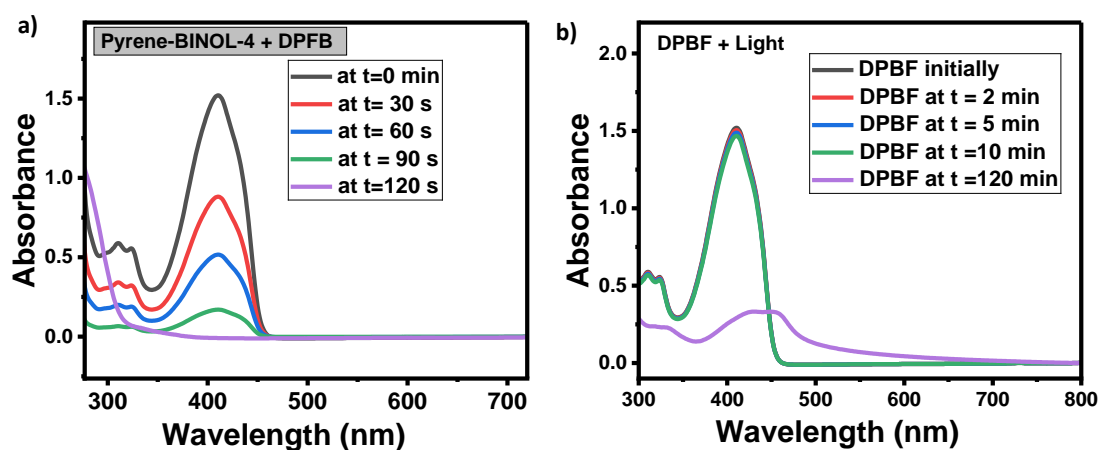 a)
Pyrene-BINOL-4 + DPFB
at t=0 min
at t= 30 s
at t= 60 s
at t= 90 s
at t=120 s
1.5
1.0
0.5
0.0
Absorbance
300 400 500 600 700
Wavelength (nm)
b)
DPBF + Light
DPBF initially
DPBF at t = 2 min
DPBF at t = 5 min
DPBF at t =10 min
DPBF at t =120 min
2.0
1.5
1.0
0.5
0.0
Absorbance
300 400 500 600 700 800
Wavelength (nm)